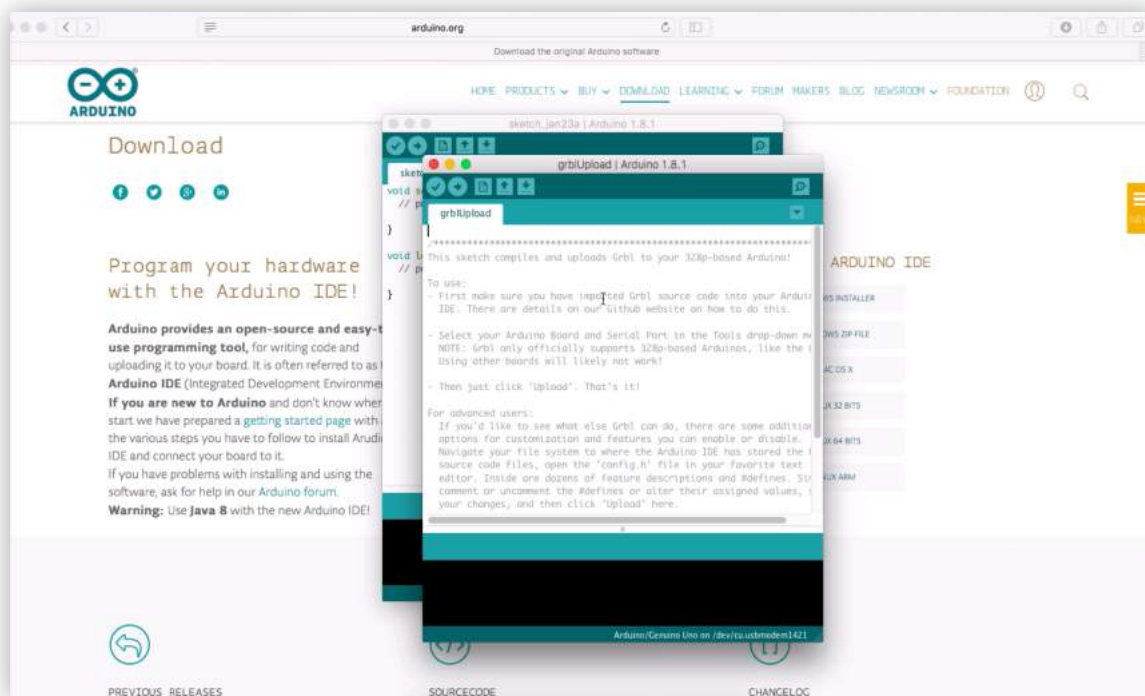 arduino.org
Download the original Arduino software
ARDUINO
HOME PRODUCTS BUY DOWNLOAD LEARNING FORUM MAKERS BLOG NEWSROOM FOUNDATION
Download
Program your hardware
with the Arduino IDE!
Arduino provides an open-source and easy-t
use programming tool, for writing code and
uploading it to your board. It is often referred to as
Arduino IDE (Integrated Development Environme
If you are new to Arduino and don't know wher
start we have prepared a getting started page with
the various steps you have to follow to install Arudi
IDE and connect your board to it.
If you have problems with installing and using the
software, ask for help in our Arduino forum.
Warning: Use Java 8 with the new Arduino IDE!
sketch_jan23a | Arduino 1.8.1
sketc
void s
// p
}
void l
// p
}
grblUpload | Arduino 1.8.1
grblUpload
/***********************************************************************
This sketch compiles and uploads Grbl to your 328p-based Arduino!
To use:
- First make sure you have imported Grbl source code into your Arduin
IDE. There are details on our Github website on how to do this.
- Select your Arduino Board and Serial Port in the Tools drop-down me
NOTE: Grbl only officially supports 328p-based Arduinos, like the
Using other boards will likely not work!
- Then just click 'Upload'. That's it!
For advanced users:
If you'd like to see what else Grbl can do, there are some addition
options for customization and features you can enable or disable.
Navigate your file system to where the Arduino IDE has stored the
source code files, open the 'config.h' file in your favorite text
editor. Inside are dozens of feature descriptions and #defines. Si
comment or uncomment the #defines or alter their assigned values, s
your changes, and then click 'Upload' here.
Arduino/Genuino Uno on /dev/cu.usbmodem1421
ARDUINO IDE
WS INSTALLER
OWS ZIP FILE
AC OS X
UX 32 BITS
UX 64 BITS
NUX ARM
PREVIOUS RELEASES
SOURCECODE
CHANGELOG